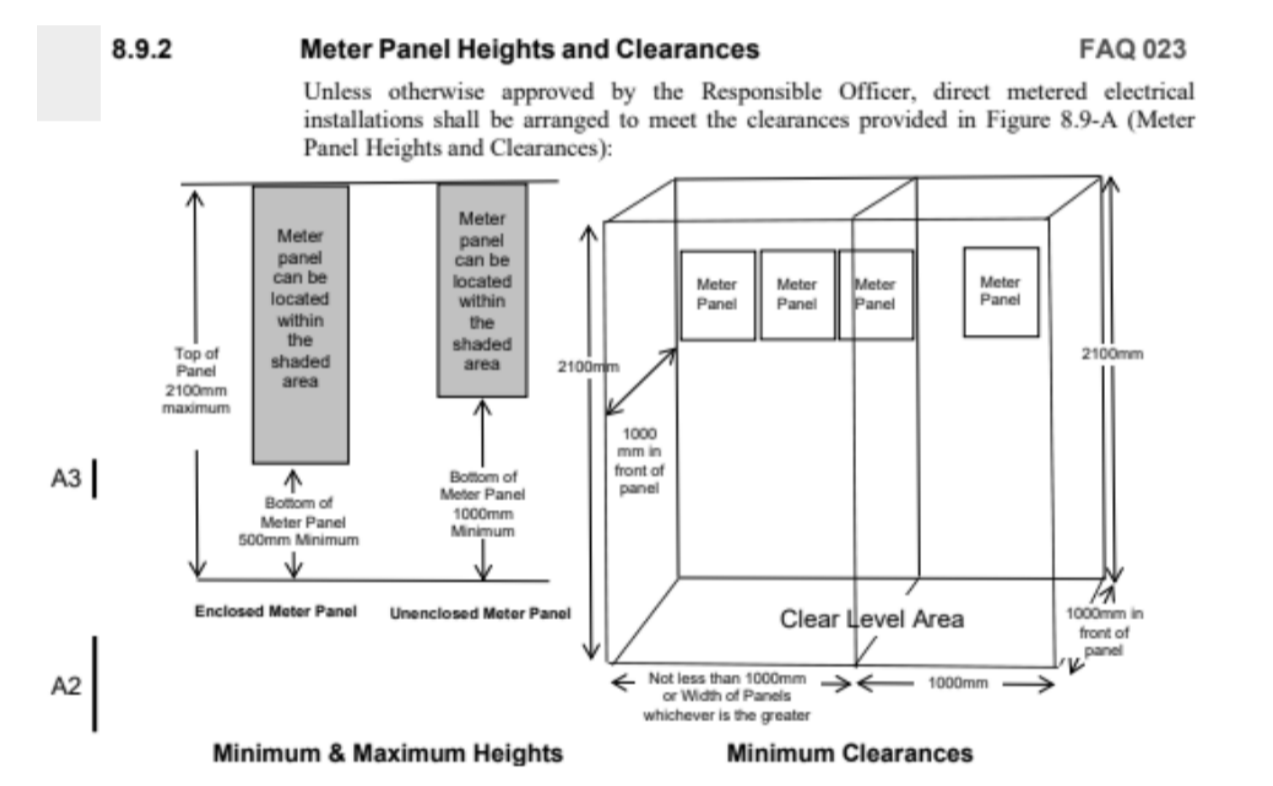 8.9.2 Meter Panel Heights and Clearances FAQ 023
Unless otherwise approved by the Responsible Officer, direct metered electrical
installations shall be arranged to meet the clearances provided in Figure 8.9-A (Meter
Panel Heights and Clearances):
Meter
panel
can be
located
within
the
shaded
area
Meter
panel
can be
located
within
the
shaded
area
Top of
Panel
2100mm
maximum
Bottom of
Meter Panel
500mm Minimum
Bottom of
Meter Panel
1000mm
Minimum
Enclosed Meter Panel
Unenclosed Meter Panel
A3
A2
Minimum & Maximum Heights
Meter
Panel
Meter
Panel
Meter
Panel
Meter
Panel
2100mm
2100mm
1000
mm in
front of
panel
Clear Level Area
1000mm in
front of
panel
Not less than 1000mm
or Width of Panels
whichever is the greater
1000mm
Minimum Clearances